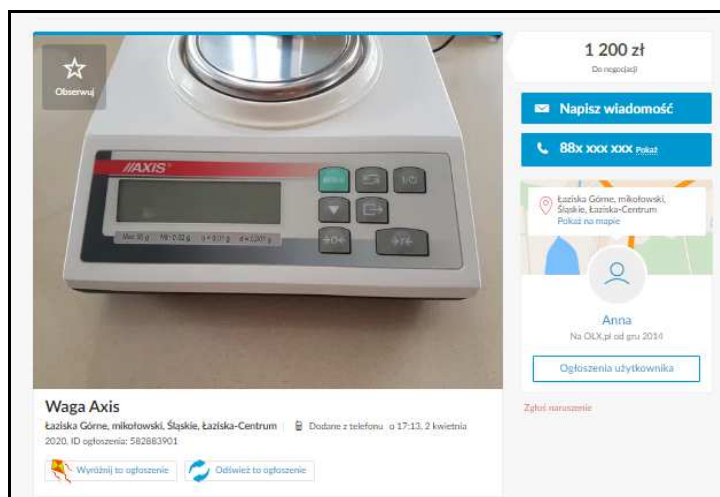 1 200 zł
Do negocjacji
Obserwuj
Napisz wiadomość
88x xxx xxx Pokaż
//AXIS®
MENU
I/O
→0←
→T←
Łaziska Górne, mikołowski,
Śląskie, Łaziska-Centrum
Pokaż na mapie
Anna
Na OLX.pl od gru 2014
Ogłoszenia użytkownika
Zgłoś naruszenie
Waga Axis
Łaziska Górne, mikołowski, Śląskie, Łaziska-Centrum | Dodane z telefonu o 17:13, 2 kwietnia
2020, ID ogłoszenia: 582883901
Wyróżnij to ogłoszenie
Odśwież to ogłoszenie